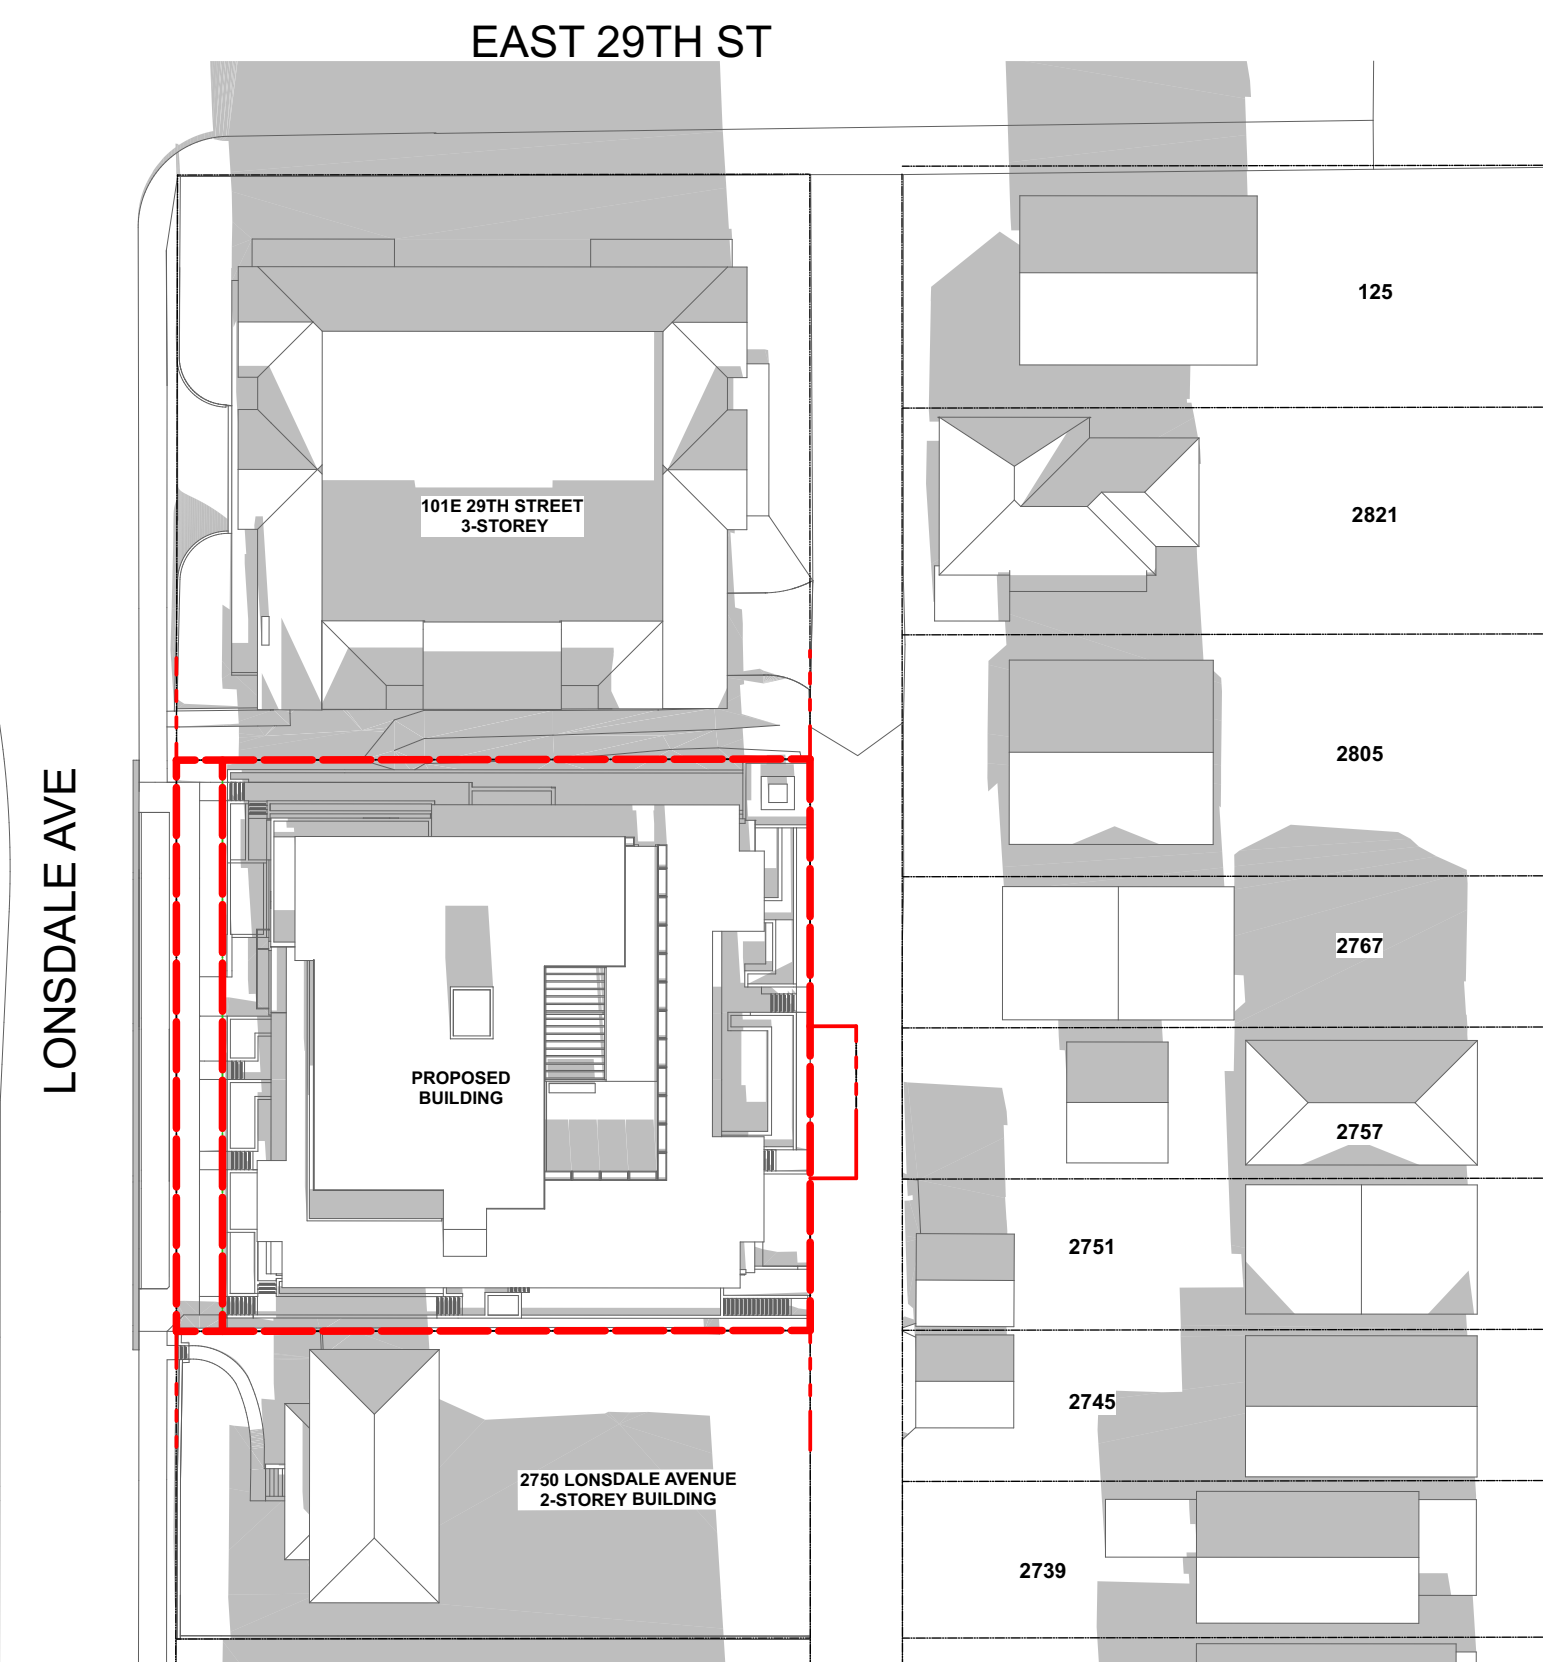 EAST 29TH ST
125
101E 29TH STREET
3-STOREY
2821
2805
LONSDALE AVE
2767
PROPOSED
BUILDING
2757
2751
2745
2750 LONSDALE AVENUE
2-STOREY BUILDING
2739